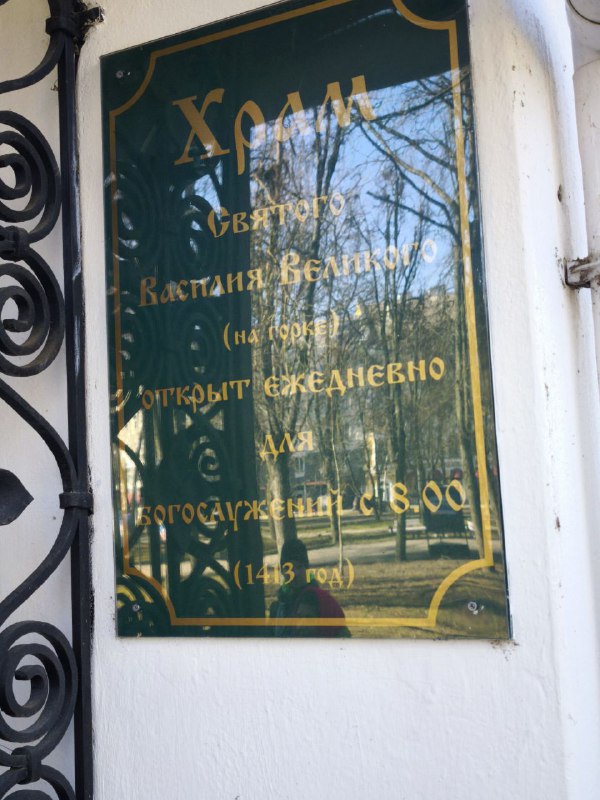 Храм
Святого
Василия Великого
(на горке)
открыт ежедневно
для
богослужений с 8.00
(1413 год)